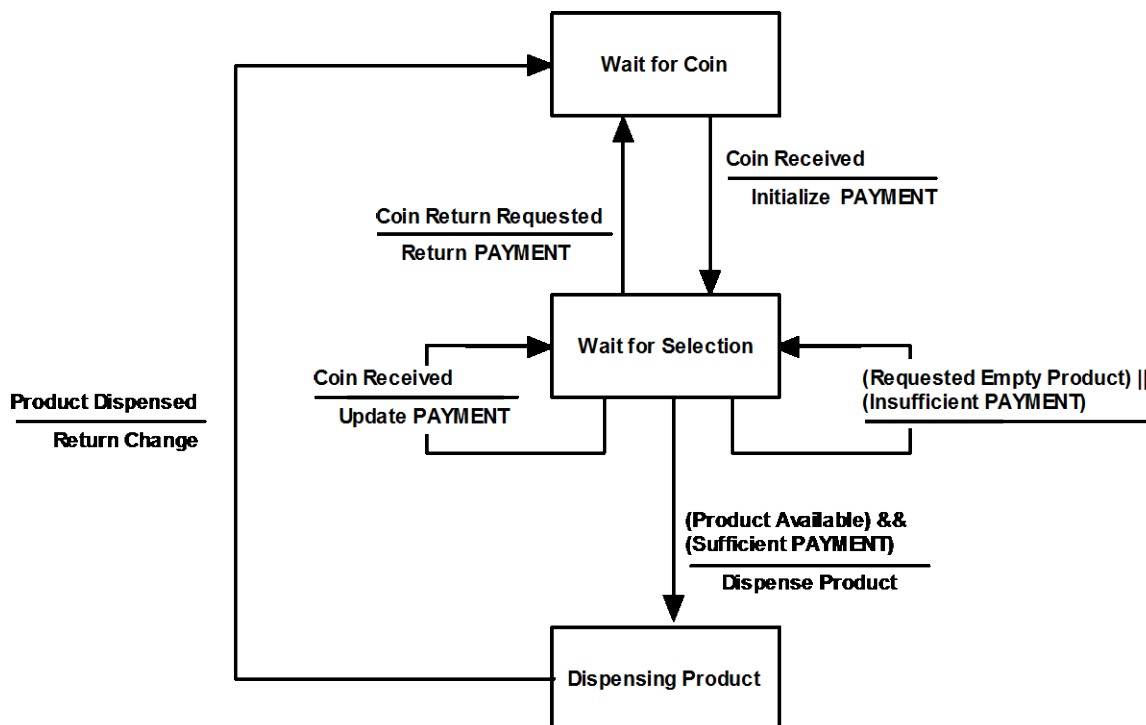 Wait for Coin
Coin Received
Initialize PAYMENT
Coin Return Requested
Return PAYMENT
Wait for Selection
Coin Received
Update PAYMENT
(Requested Empty Product) ||
(Insufficient PAYMENT)
Product Dispensed
Return Change
(Product Available) &&
(Sufficient PAYMENT)
Dispense Product
Dispensing Product